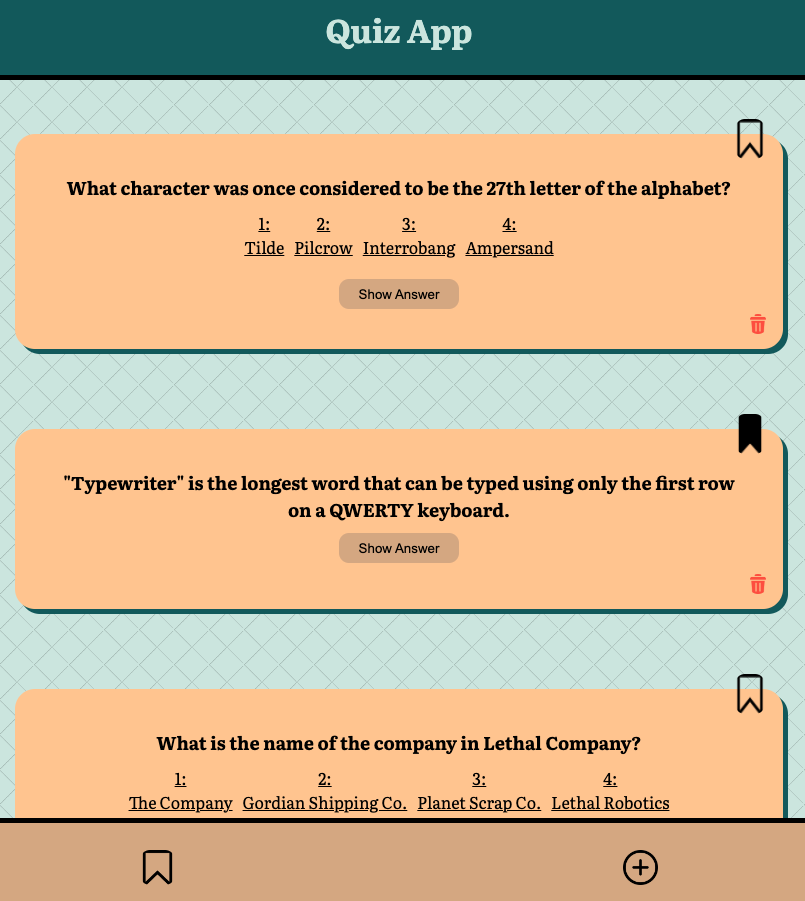 Quiz App
What character was once considered to be the 27th letter of the alphabet?
1: 2: 3: 4:
Tilde Pilcrow Interrobang Ampersand
Show Answer
"Typewriter" is the longest word that can be typed using only the first row
on a QWERTY keyboard.
Show Answer
What is the name of the company in Lethal Company?
1: 2: 3: 4:
The Company Gordian Shipping Co. Planet Scrap Co. Lethal Robotics